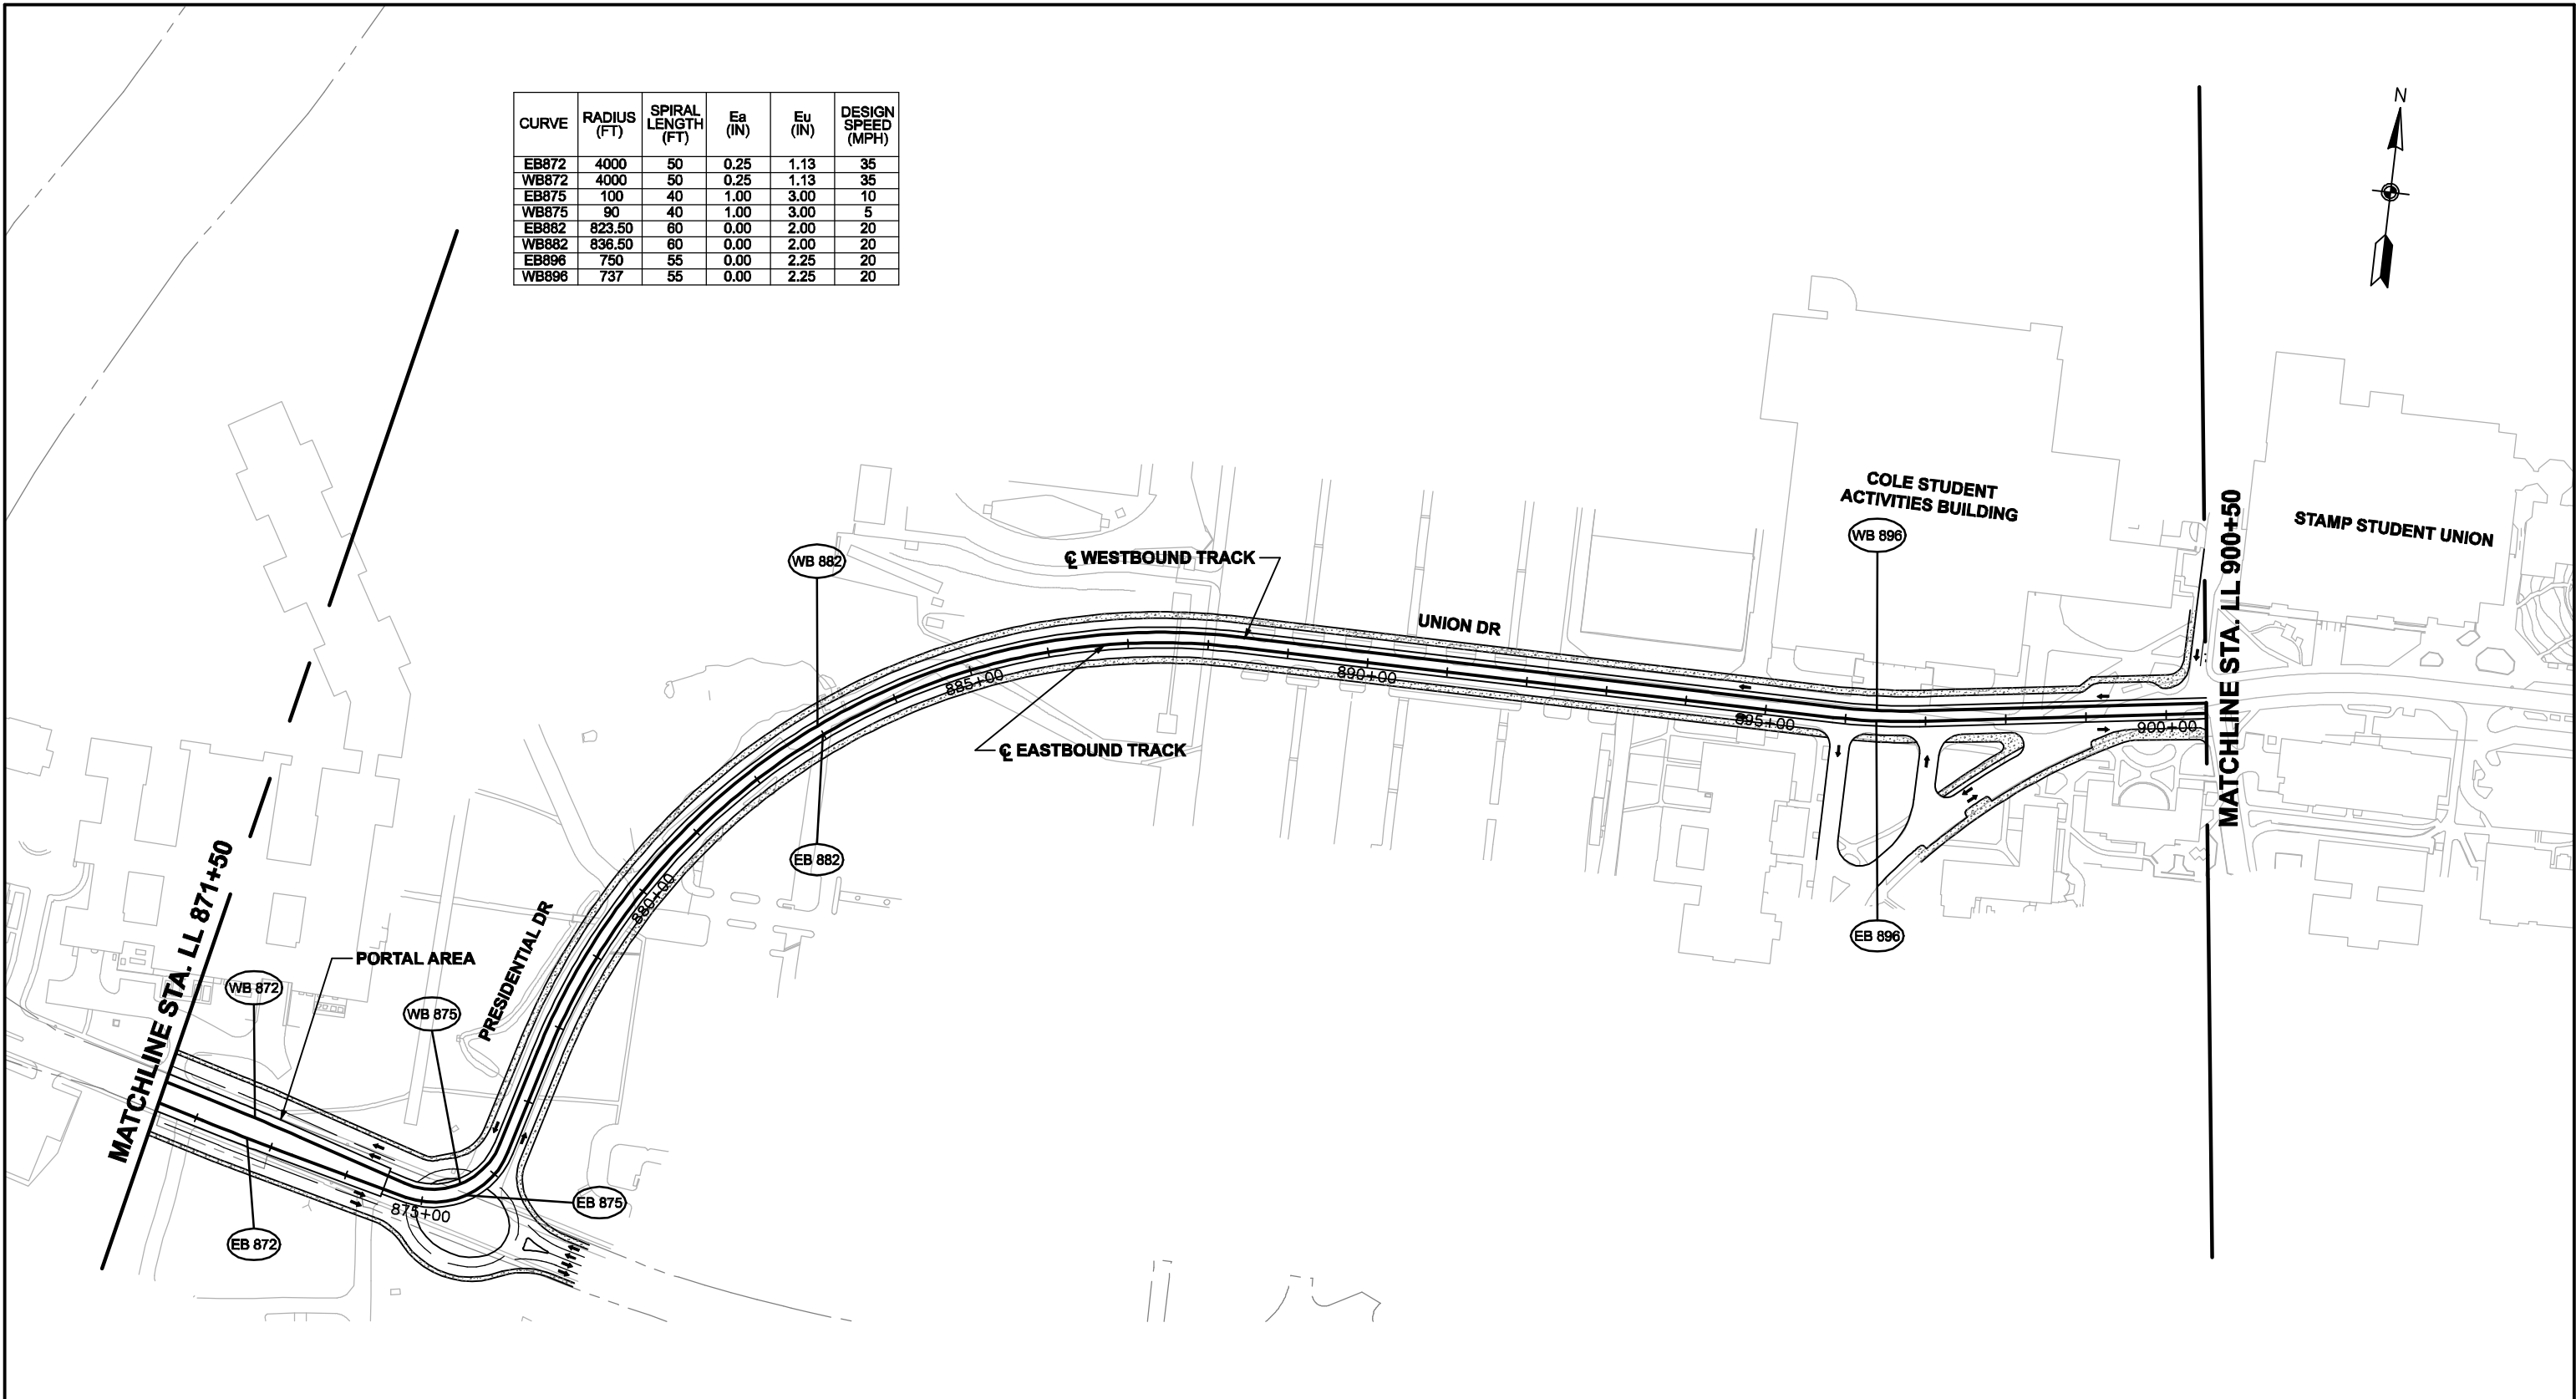 CURVE RADIUS (FT) SPIRAL LENGTH (FT) Ea (IN) Eu (IN) DESIGN SPEED (MPH)
EB872 4000 50 0.25 1.13 35
WB872 4000 50 0.25 1.13 35
EB875 100 40 1.00 3.00 10
WB875 90 40 1.00 3.00 5
EB882 823.50 60 0.00 2.00 20
WB882 836.50 60 0.00 2.00 20
EB896 750 55 0.00 2.25 20
WB896 737 55 0.00 2.25 20
N
COLE STUDENT
ACTIVITIES BUILDING
STAMP STUDENT UNION
WB 896
WB 882
℄ WESTBOUND TRACK
UNION DR
MATCHLINE STA. LL 900+50
885+00
890+00
895+00
900+00
℄ EASTBOUND TRACK
EB 882
880+00
EB 896
PRESIDENTIAL DR
MATCHLINE STA. LL 871+50
PORTAL AREA
WB 872
WB 875
EB 875
875+00
EB 872